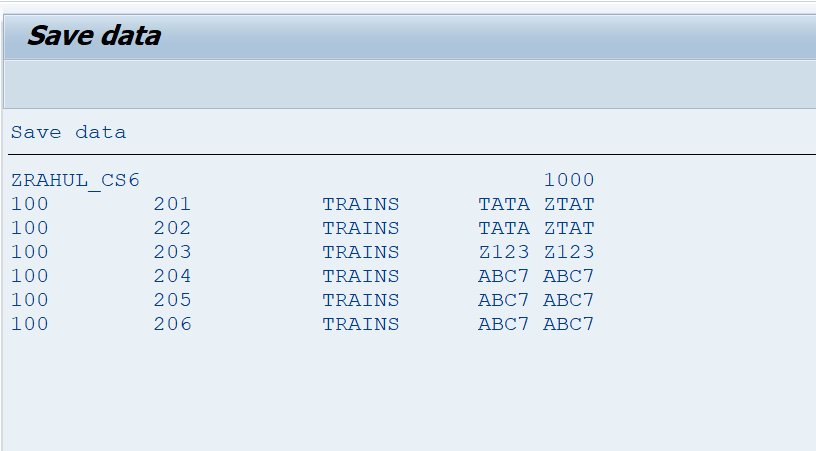 Save data
Save data
ZRAHUL_CS6 1000
100 201 TRAINS TATA ZTAT
100 202 TRAINS TATA ZTAT
100 203 TRAINS Z123 Z123
100 204 TRAINS ABC7 ABC7
100 205 TRAINS ABC7 ABC7
100 206 TRAINS ABC7 ABC7